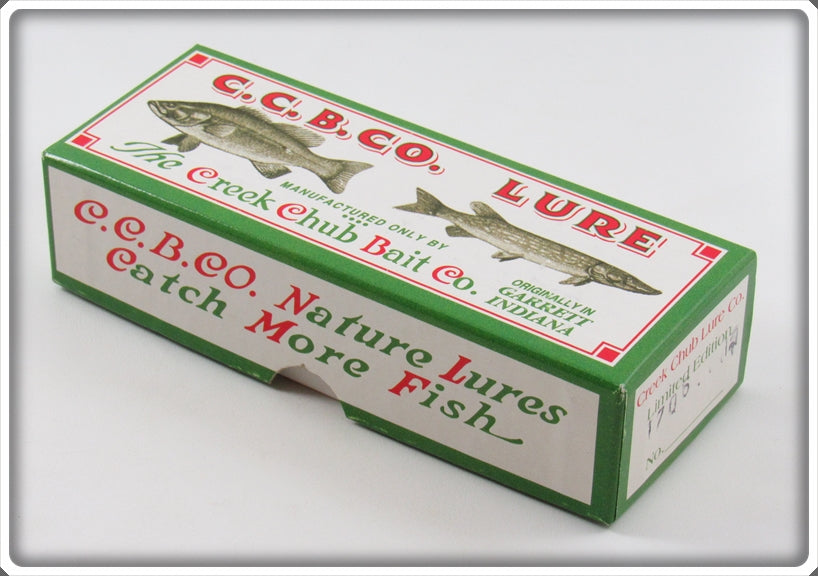 C.C.B.CO. LURE
The Creek Chub Bait Co.
MANUFACTURED ONLY BY
ORIGINALLY IN
GARRETT
INDIANA
C.C.B.CO. Nature Lures
Catch More Fish
Creek Chub Lure Co.
Limited Edition
No.